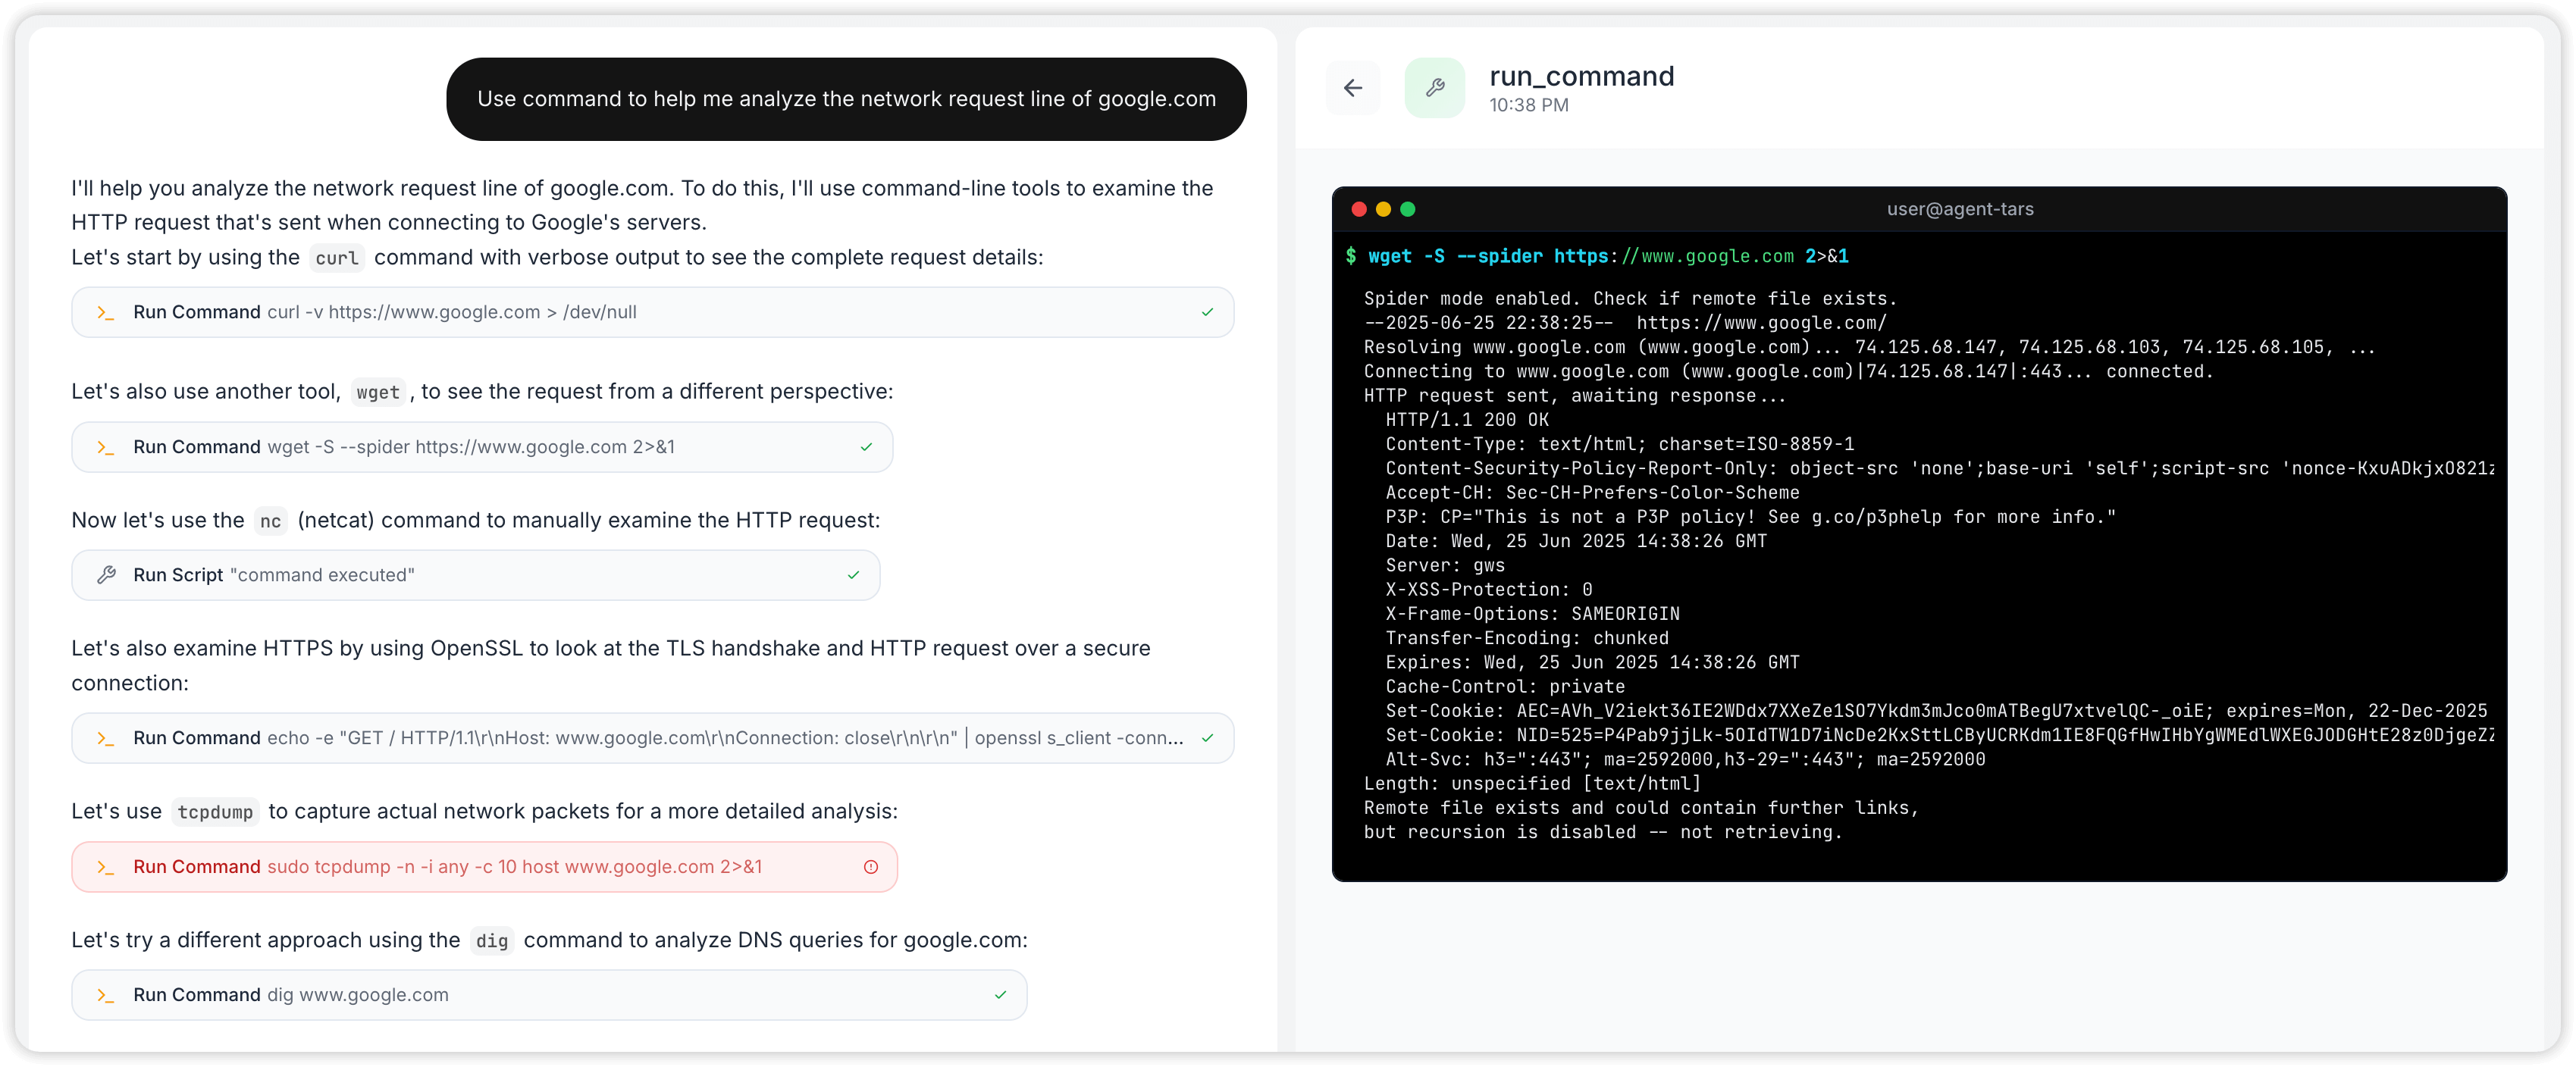 Use command to help me analyze the network request line of google.com
I'll help you analyze the network request line of google.com. To do this, I'll use command-line tools to examine the
HTTP request that's sent when connecting to Google's servers.
Let's start by using the curl command with verbose output to see the complete request details:
Run Command curl -v https://www.google.com > /dev/null
Let's also use another tool, wget , to see the request from a different perspective:
Run Command wget -S --spider https://www.google.com 2>&1
Now let's use the nc (netcat) command to manually examine the HTTP request:
Run Script "command executed"
Let's also examine HTTPS by using OpenSSL to look at the TLS handshake and HTTP request over a secure
connection:
Run Command echo -e "GET / HTTP/1.1\r\nHost: www.google.com\r\nConnection: close\r\n\r\n" | openssl s_client -conn...
Let's use tcpdump to capture actual network packets for a more detailed analysis:
Run Command sudo tcpdump -n -i any -c 10 host www.google.com 2>&1
Let's try a different approach using the dig command to analyze DNS queries for google.com:
Run Command dig www.google.com
run_command
10:38 PM
user@agent-tars
$ wget -S --spider https://www.google.com 2>&1
Spider mode enabled. Check if remote file exists.
--2025-06-25 22:38:25-- https://www.google.com/
Resolving www.google.com (www.google.com)... 74.125.68.147, 74.125.68.103, 74.125.68.105, ...
Connecting to www.google.com (www.google.com)|74.125.68.147|:443... connected.
HTTP request sent, awaiting response...
HTTP/1.1 200 OK
Content-Type: text/html; charset=ISO-8859-1
Content-Security-Policy-Report-Only: object-src 'none';base-uri 'self';script-src 'nonce-KxuADkjxO821z
Accept-CH: Sec-CH-Prefers-Color-Scheme
P3P: CP="This is not a P3P policy! See g.co/p3phelp for more info."
Date: Wed, 25 Jun 2025 14:38:26 GMT
Server: gws
X-XSS-Protection: 0
X-Frame-Options: SAMEORIGIN
Transfer-Encoding: chunked
Expires: Wed, 25 Jun 2025 14:38:26 GMT
Cache-Control: private
Set-Cookie: AEC=AVh_V2iekt36IE2WDdx7XXeZe1SO7Ykdm3mJco0mATBegU7xtvelQC-_oiE; expires=Mon, 22-Dec-2025
Set-Cookie: NID=525=P4Pab9jjLk-5OIdTW1D7iNcDe2KxSttLCByUCRKdm1IE8FQGfHwIHbYgWMEdlWXEGJODGHtE28z0DjgeZZ
Alt-Svc: h3=":443"; ma=2592000,h3-29=":443"; ma=2592000
Length: unspecified [text/html]
Remote file exists and could contain further links,
but recursion is disabled -- not retrieving.